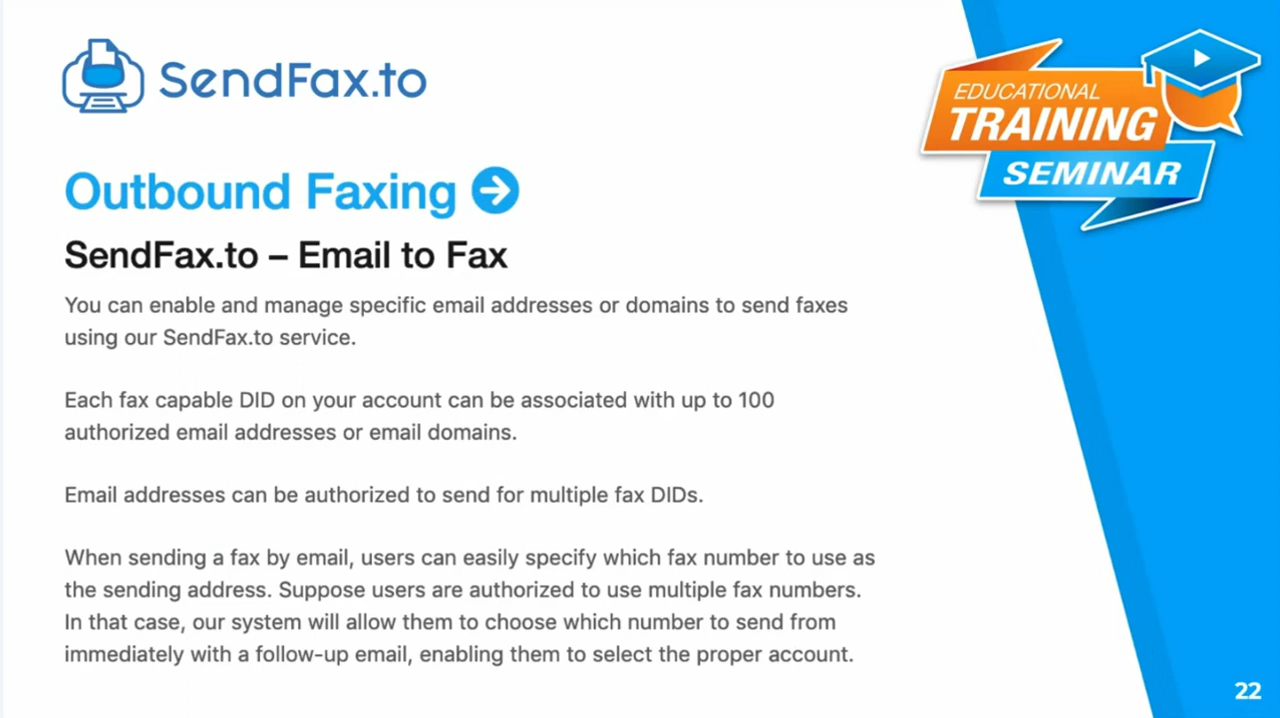 SendFax.to
EDUCATIONAL
TRAINING
SEMINAR
Outbound Faxing
SendFax.to – Email to Fax
You can enable and manage specific email addresses or domains to send faxes
using our SendFax.to service.
Each fax capable DID on your account can be associated with up to 100
authorized email addresses or email domains.
Email addresses can be authorized to send for multiple fax DIDs.
When sending a fax by email, users can easily specify which fax number to use as
the sending address. Suppose users are authorized to use multiple fax numbers.
In that case, our system will allow them to choose which number to send from
immediately with a follow-up email, enabling them to select the proper account.
22